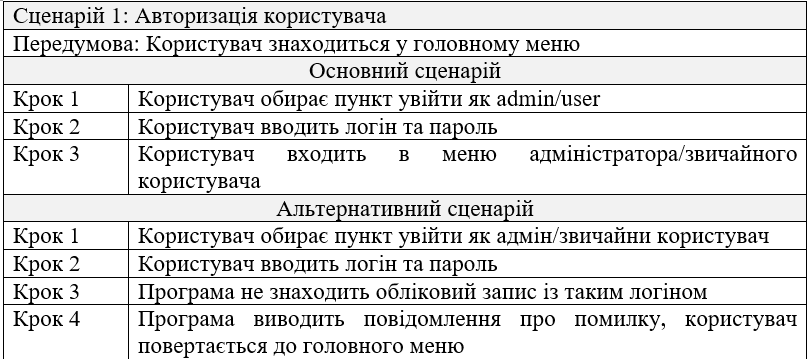 Сценарій 1: Авторизація користувача
Передумова: Користувач знаходиться у головному меню
Основний сценарій
Крок 1 Користувач обирає пункт увійти як admin/user
Крок 2 Користувач вводить логін та пароль
Крок 3 Користувач входить в меню адміністратора/звичайного
користувача
Альтернативний сценарій
Крок 1 Користувач обирає пункт увійти як адмін/звичайни користувач
Крок 2 Користувач вводить логін та пароль
Крок 3 Програма не знаходить обліковий запис із таким логіном
Крок 4 Програма виводить повідомлення про помилку, користувач
повертається до головного меню